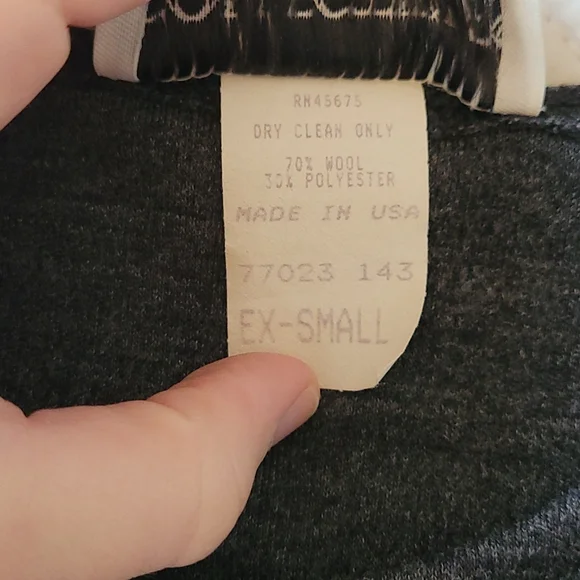 RN45675
DRY CLEAN ONLY
70% WOOL
30% POLYESTER
MADE IN USA
77023 143
EX-SMALL